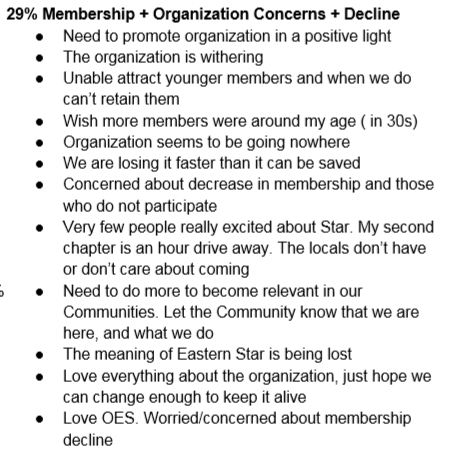 29% Membership + Organization Concerns + Decline
● Need to promote organization in a positive light
● The organization is withering
● Unable attract younger members and when we do
can't retain them
● Wish more members were around my age ( in 30s)
● Organization seems to be going nowhere
● We are losing it faster than it can be saved
● Concerned about decrease in membership and those
who do not participate
● Very few people really excited about Star. My second
chapter is an hour drive away. The locals don't have
or don't care about coming
● Need to do more to become relevant in our
Communities. Let the Community know that we are
here, and what we do
● The meaning of Eastern Star is being lost
● Love everything about the organization, just hope we
can change enough to keep it alive
● Love OES. Worried/concerned about membership
decline